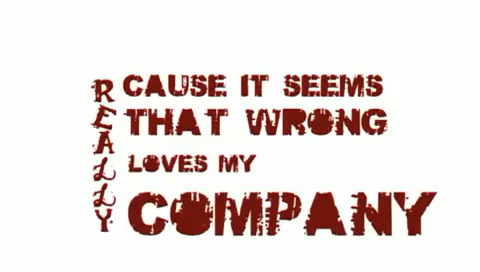 CAUSE IT SEEMS
THAT WRONG
REALLY
LOVES MY
COMPANY